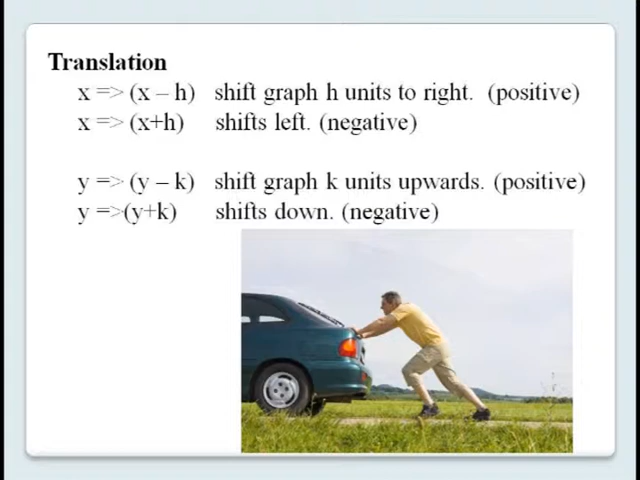 Translation
x => (x – h) shift graph h units to right. (positive)
x => (x+h) shifts left. (negative)
y => (y – k) shift graph k units upwards. (positive)
y =>(y+k) shifts down. (negative)